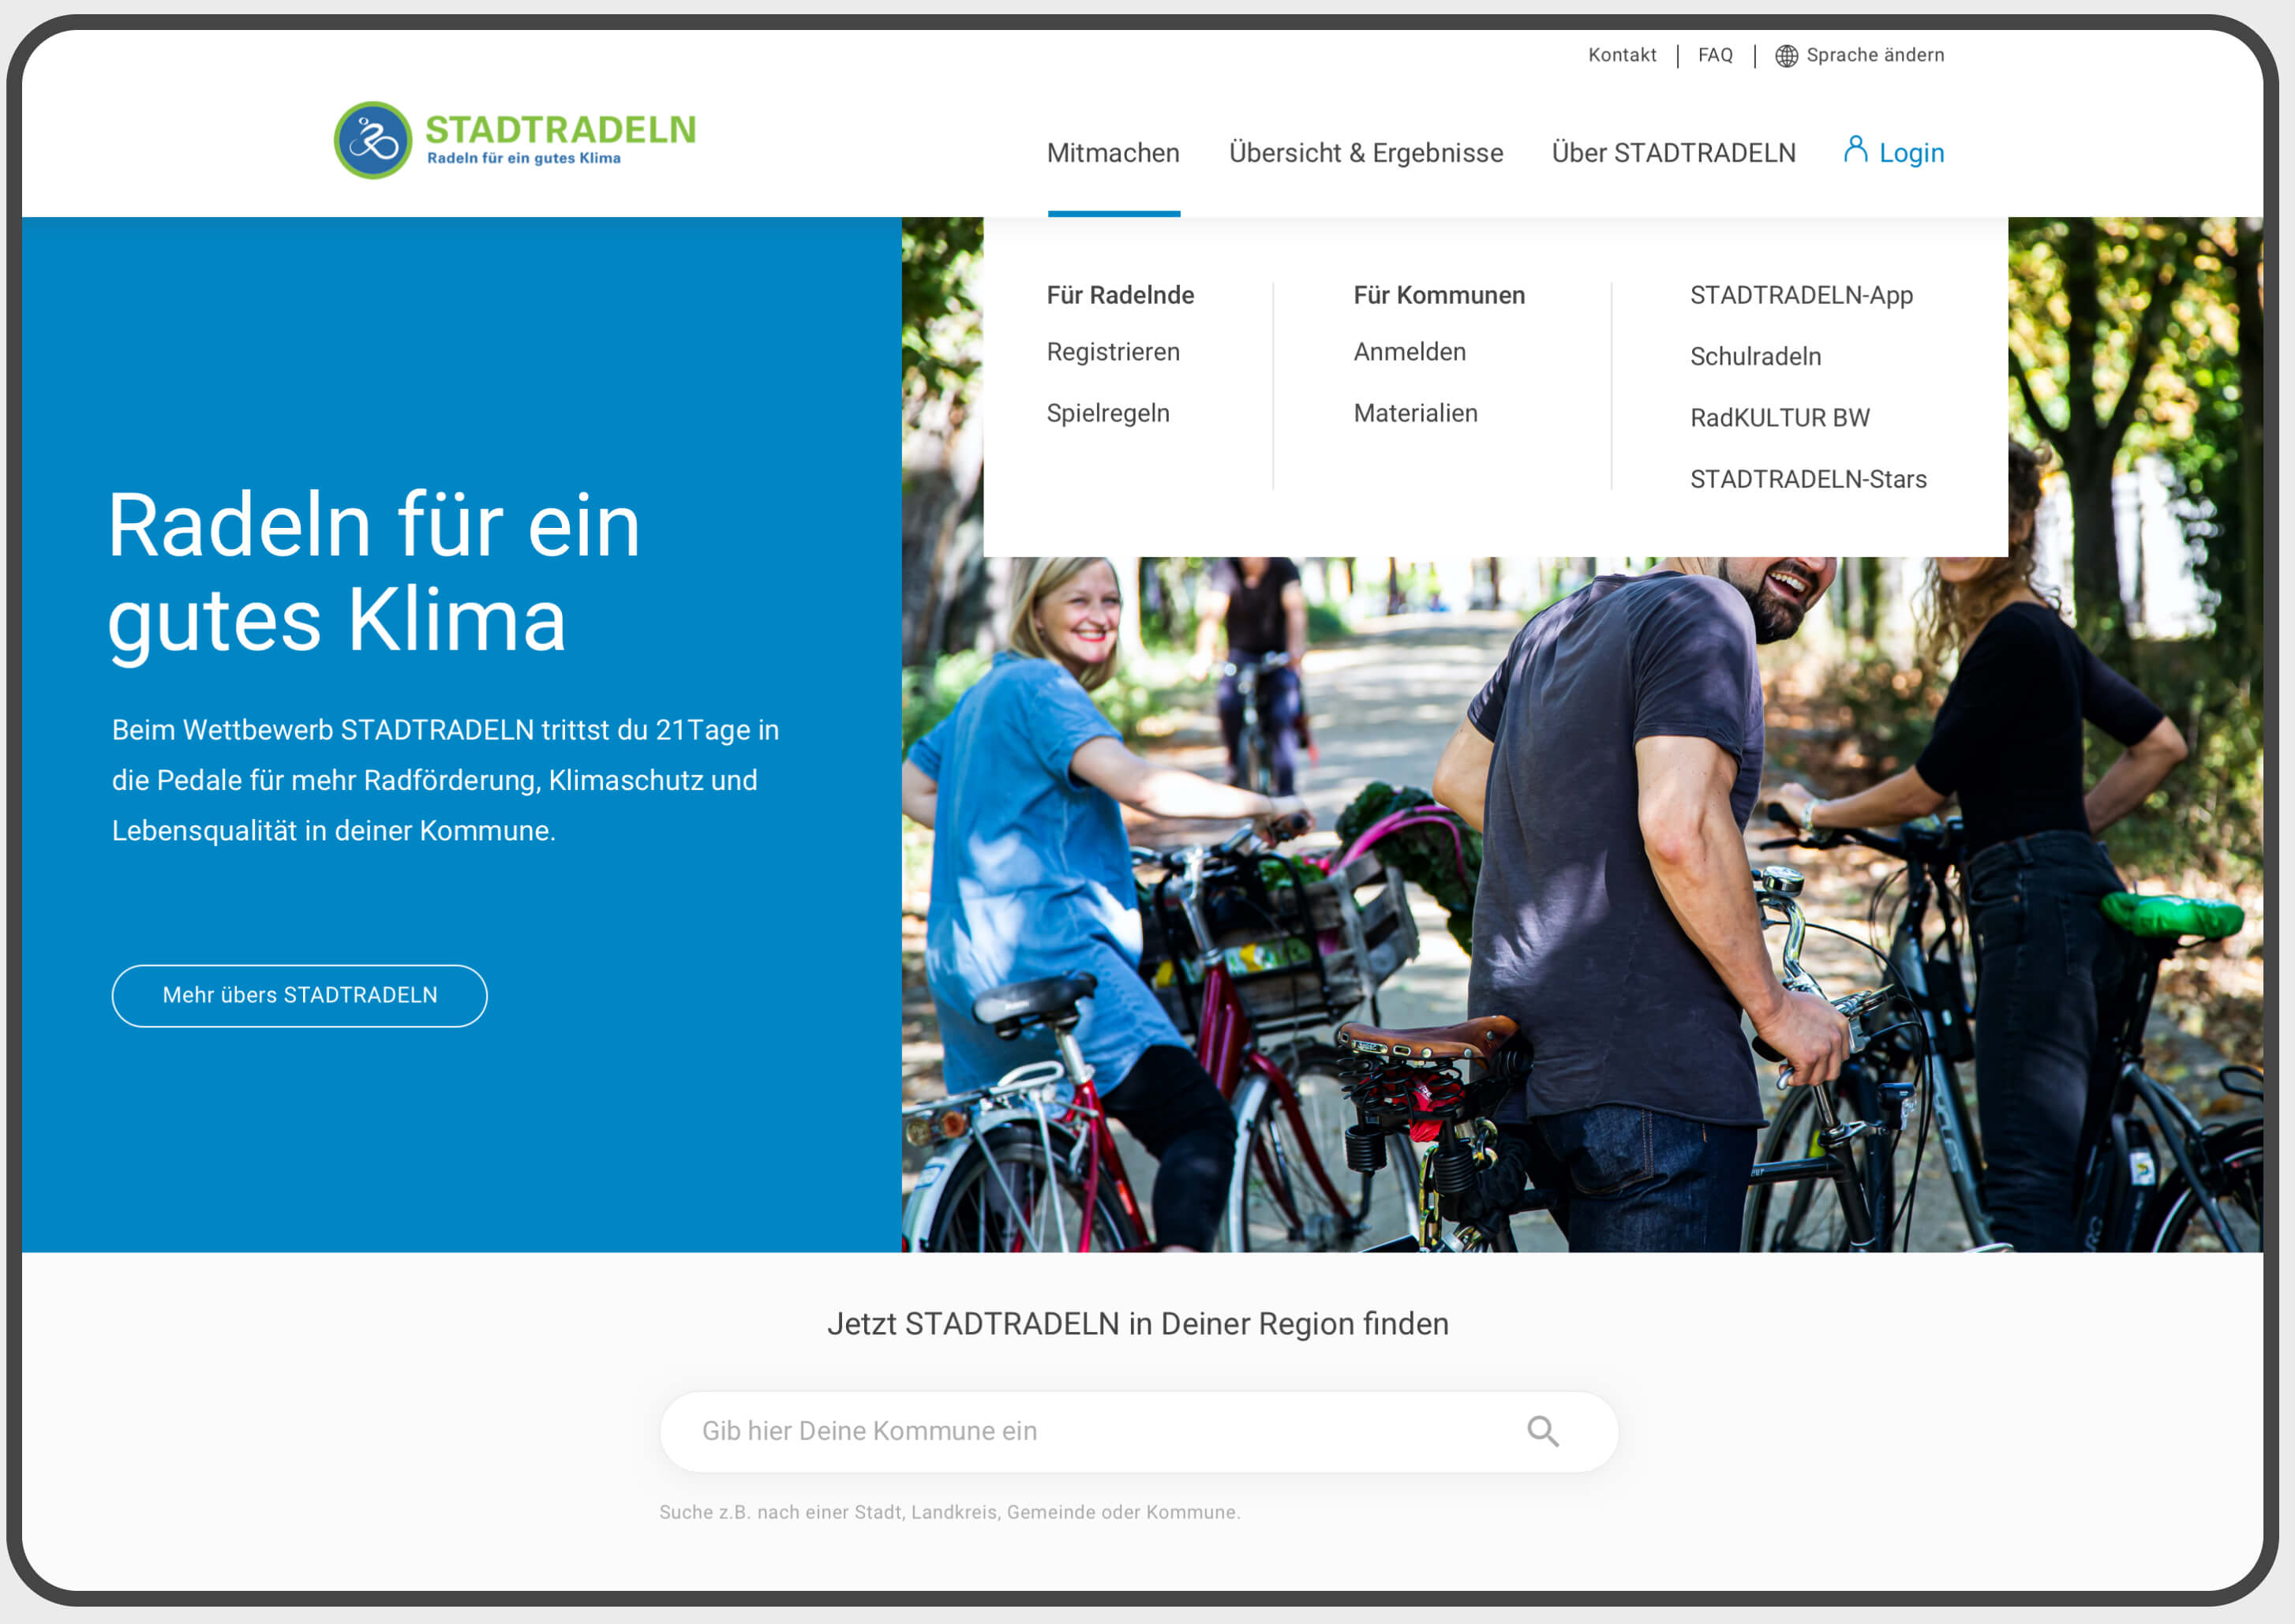 Kontakt | FAQ | Sprache ändern
STADTRADELN
Radeln für ein gutes Klima
Mitmachen Übersicht & Ergebnisse Über STADTRADELN Login
Für Radelnde
Registrieren
Spielregeln
Für Kommunen
Anmelden
Materialien
STADTRADELN-App
Schulradeln
RadKULTUR BW
STADTRADELN-Stars
Radeln für ein
gutes Klima
Beim Wettbewerb STADTRADELN trittst du 21Tage in
die Pedale für mehr Radförderung, Klimaschutz und
Lebensqualität in deiner Kommune.
Mehr übers STADTRADELN
Jetzt STADTRADELN in Deiner Region finden
Gib hier Deine Kommune ein
Suche z.B. nach einer Stadt, Landkreis, Gemeinde oder Kommune.